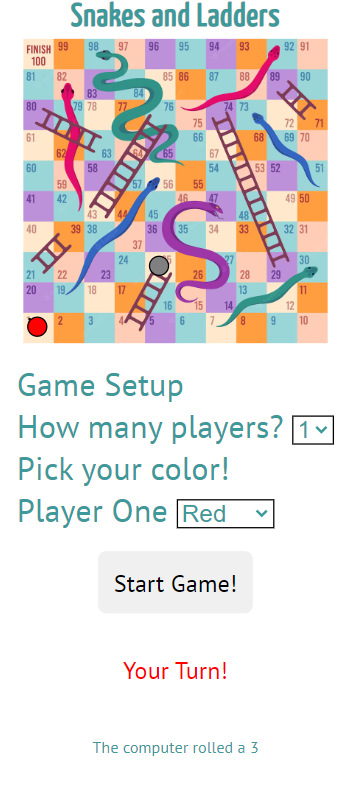 Snakes and Ladders
FINISH 99 98 97 96 95 94 92 91
100
81 82 83 84 85 86 87 88 89 90
80 79 78 77 76 75 74 73 72 71
61 62 65 67 68 69 70
60 59 58 57 56 55 54 53 52 51
41 42 43 44 45 46 47 48 49 50
40 39 38 37 36 35 34 33 32 31
21 22 23 24 26 27 28 29 30
20 19 18 17 16 15 14 13 12 11
2 3 4 5 6 7 8 9 10
Game Setup
How many players? 1
Pick your color!
Player One Red
Start Game!
Your Turn!
The computer rolled a 3